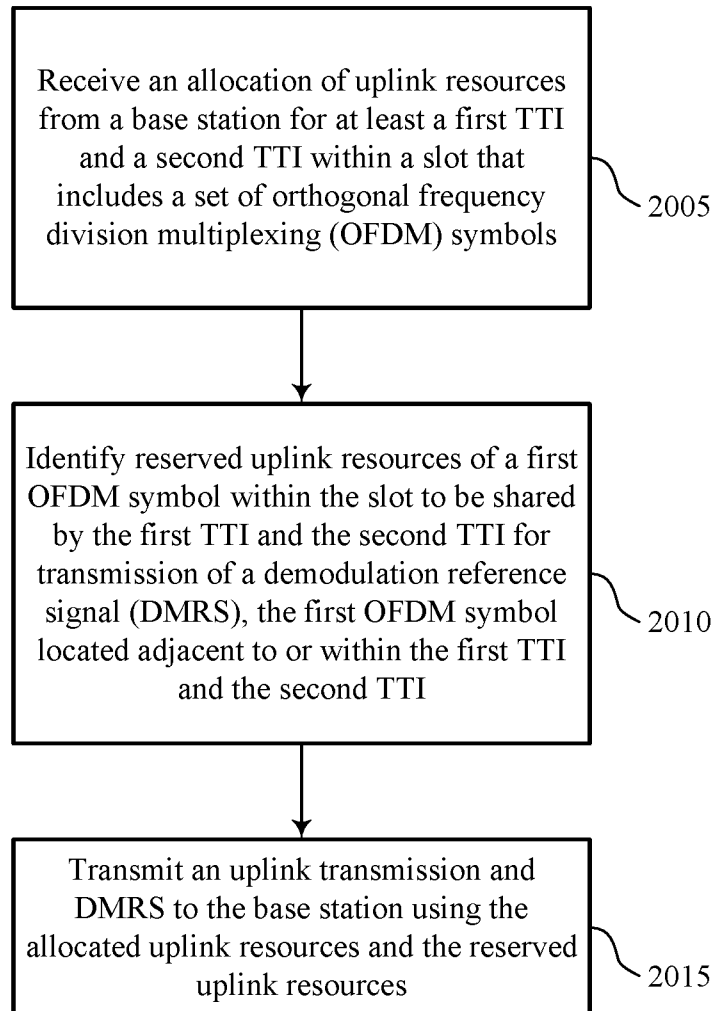 Receive an allocation of uplink resources
from a base station for at least a first TTI
and a second TTI within a slot that
includes a set of orthogonal frequency
division multiplexing (OFDM) symbols
2005
Identify reserved uplink resources of a first
OFDM symbol within the slot to be shared
by the first TTI and the second TTI for
transmission of a demodulation reference
signal (DMRS), the first OFDM symbol
located adjacent to or within the first TTI
and the second TTI
2010
Transmit an uplink transmission and
DMRS to the base station using the
allocated uplink resources and the reserved
uplink resources
2015